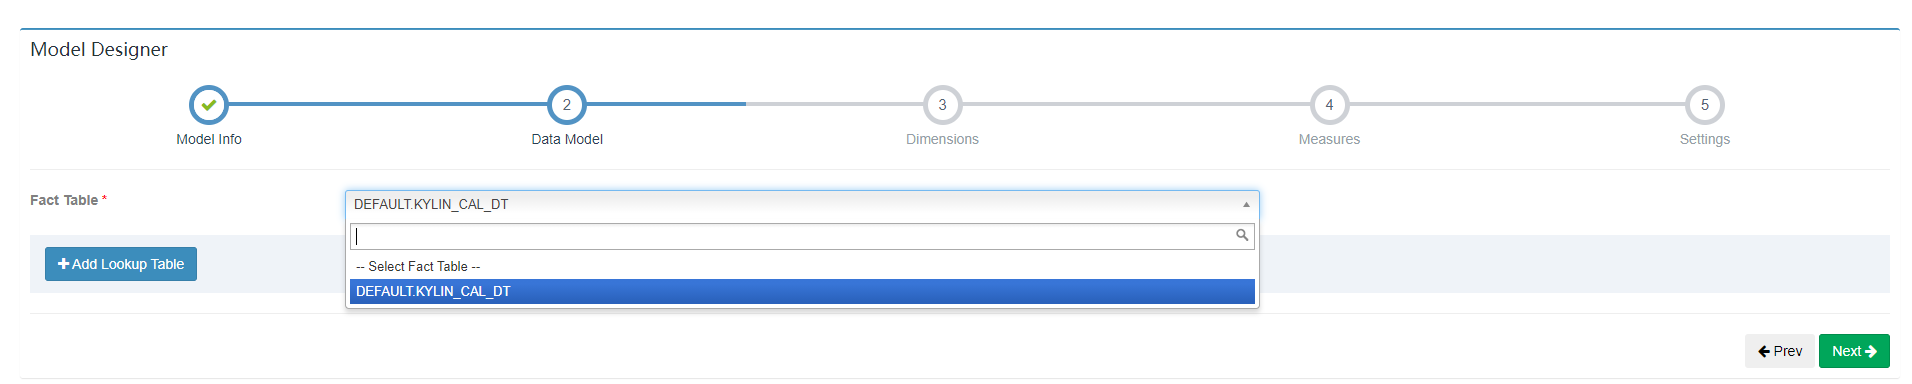 Model Designer
2
3
4
5
Model Info
Data Model
Dimensions
Measures
Settings
Fact Table *
DEFAULT.KYLIN_CAL_DT
-- Select Fact Table --
DEFAULT.KYLIN_CAL_DT
Add Lookup Table
Prev
Next